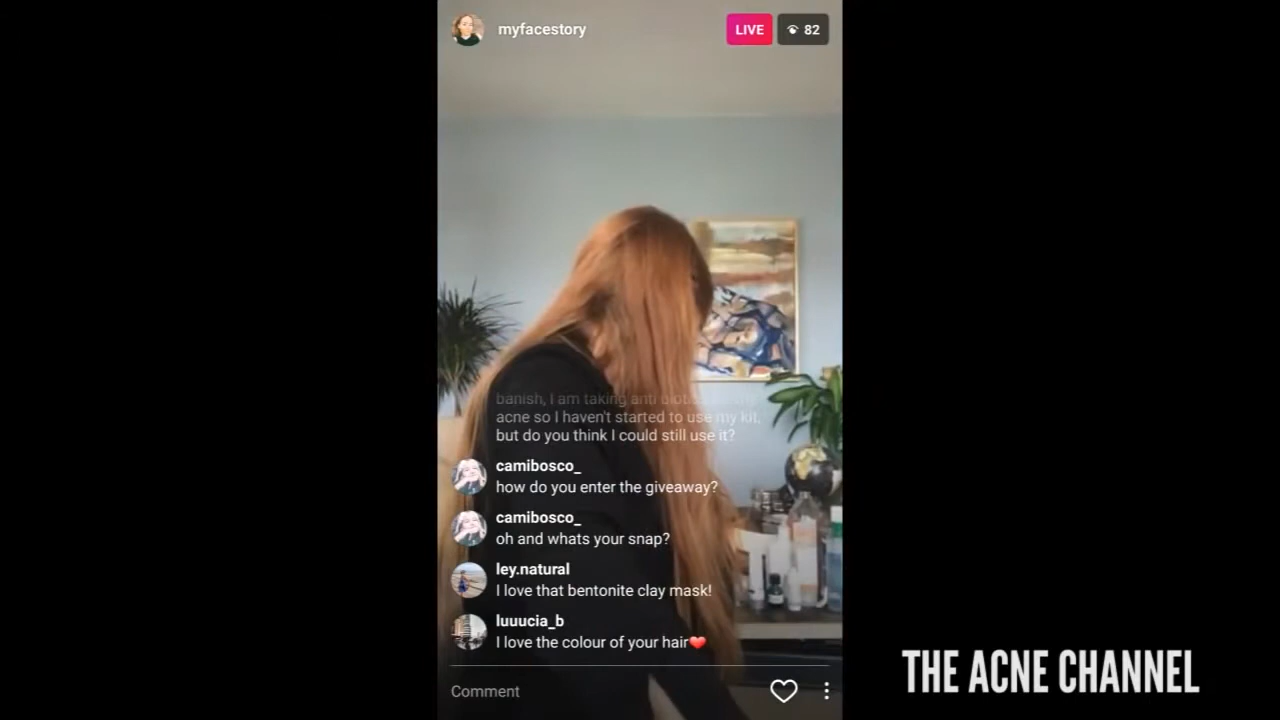 myfacestory
LIVE
82
banish, I am taking anti
acne so I haven't started to use my kit,
but do you think I could still use it?
camibosco_
how do you enter the giveaway?
camibosco_
oh and whats your snap?
ley.natural
I love that bentonite clay mask!
luuucia_b
I love the colour of your hair❤️
Comment
THE ACNE CHANNEL